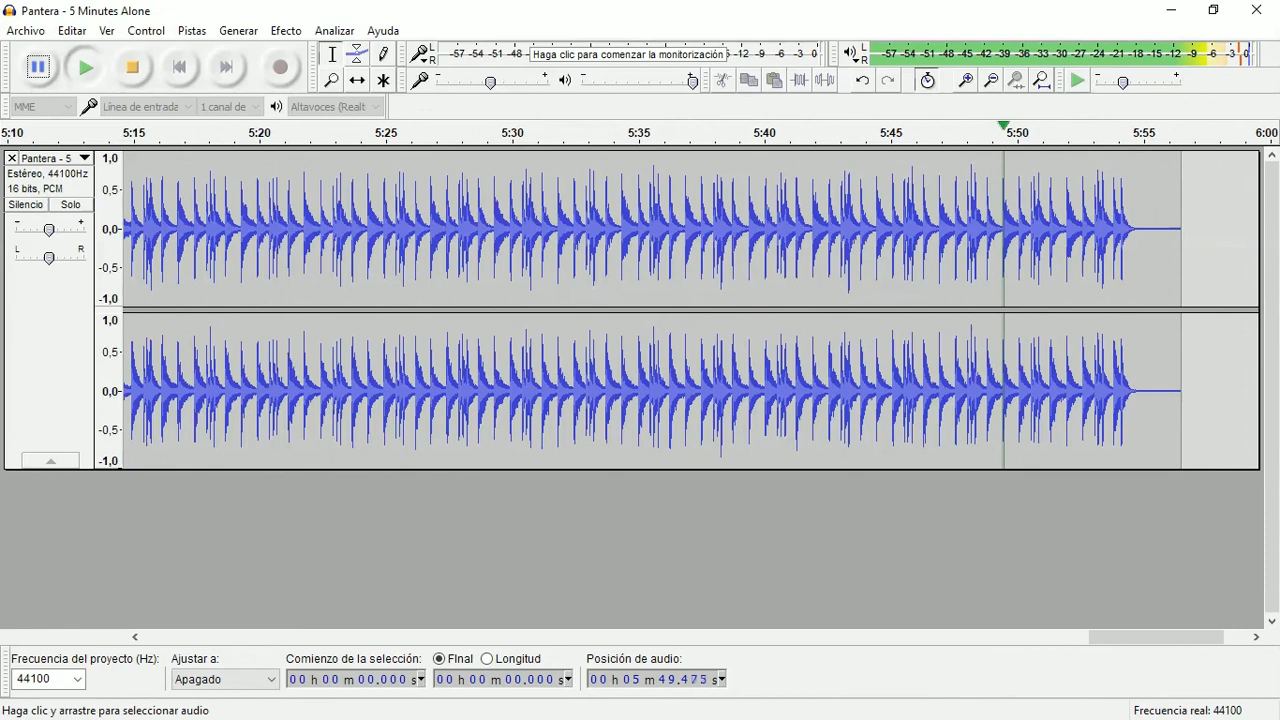 Pantera - 5 Minutes Alone
Archivo Editar Ver Control Pistas Generar Efecto Analizar Ayuda
L R -57 -54 -51 -48 Haga clic para comenzar la monitorización -12 -9 -6 -3 0 L R -57 -54 -51 -48 -45 -42 -39 -36 -33 -30 -27 -24 -21 -18 -15 -12 -9 -6 -3 0
MME Línea de entrada 1 canal de Altavoces (Realt
5:10 5:15 5:20 5:25 5:30 5:35 5:40 5:45 5:50 5:55 6:00
Pantera - 5 1,0
Estéreo, 44100Hz
16 bits, PCM 0,5
Silencio Solo
- + 0,0
L R
-0,5
-1,0
1,0
0,5
0,0
-0,5
-1,0
Frecuencia del proyecto (Hz): Ajustar a: Comienzo de la selección: FInal Longitud Posición de audio:
44100 Apagado 00 h 00 m 00.000 s 00 h 00 m 00.000 s 00 h 05 m 49.475 s
Haga clic y arrastre para seleccionar audio Frecuencia real: 44100